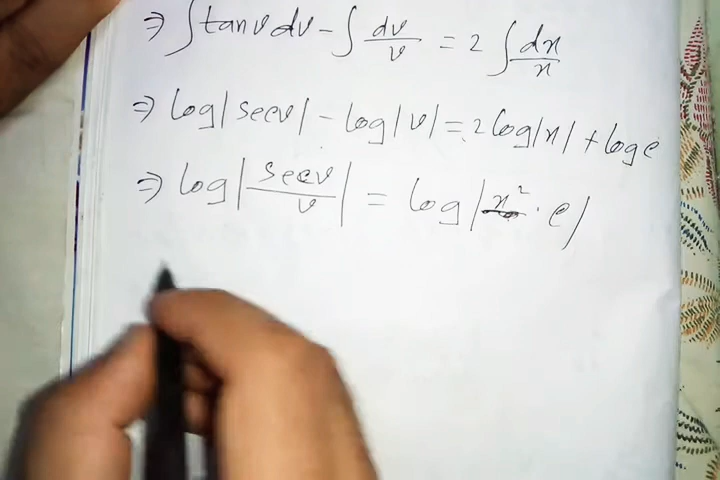 ⇒ ∫ tan v dv - ∫ dv/v = 2 ∫ dx/x
⇒ log|sec v| - log|v| = 2 log|x| + log c
⇒ log|sec v / v| = log|x² · c|